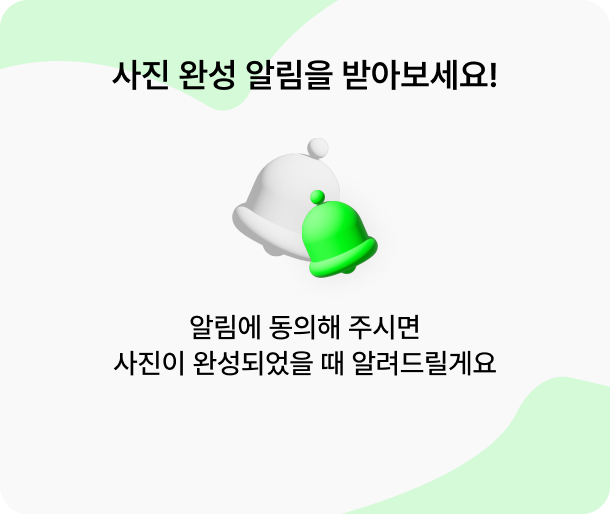 사진 완성 알림을 받아보세요!
알림에 동의해 주시면
사진이 완성되었을 때 알려드릴게요